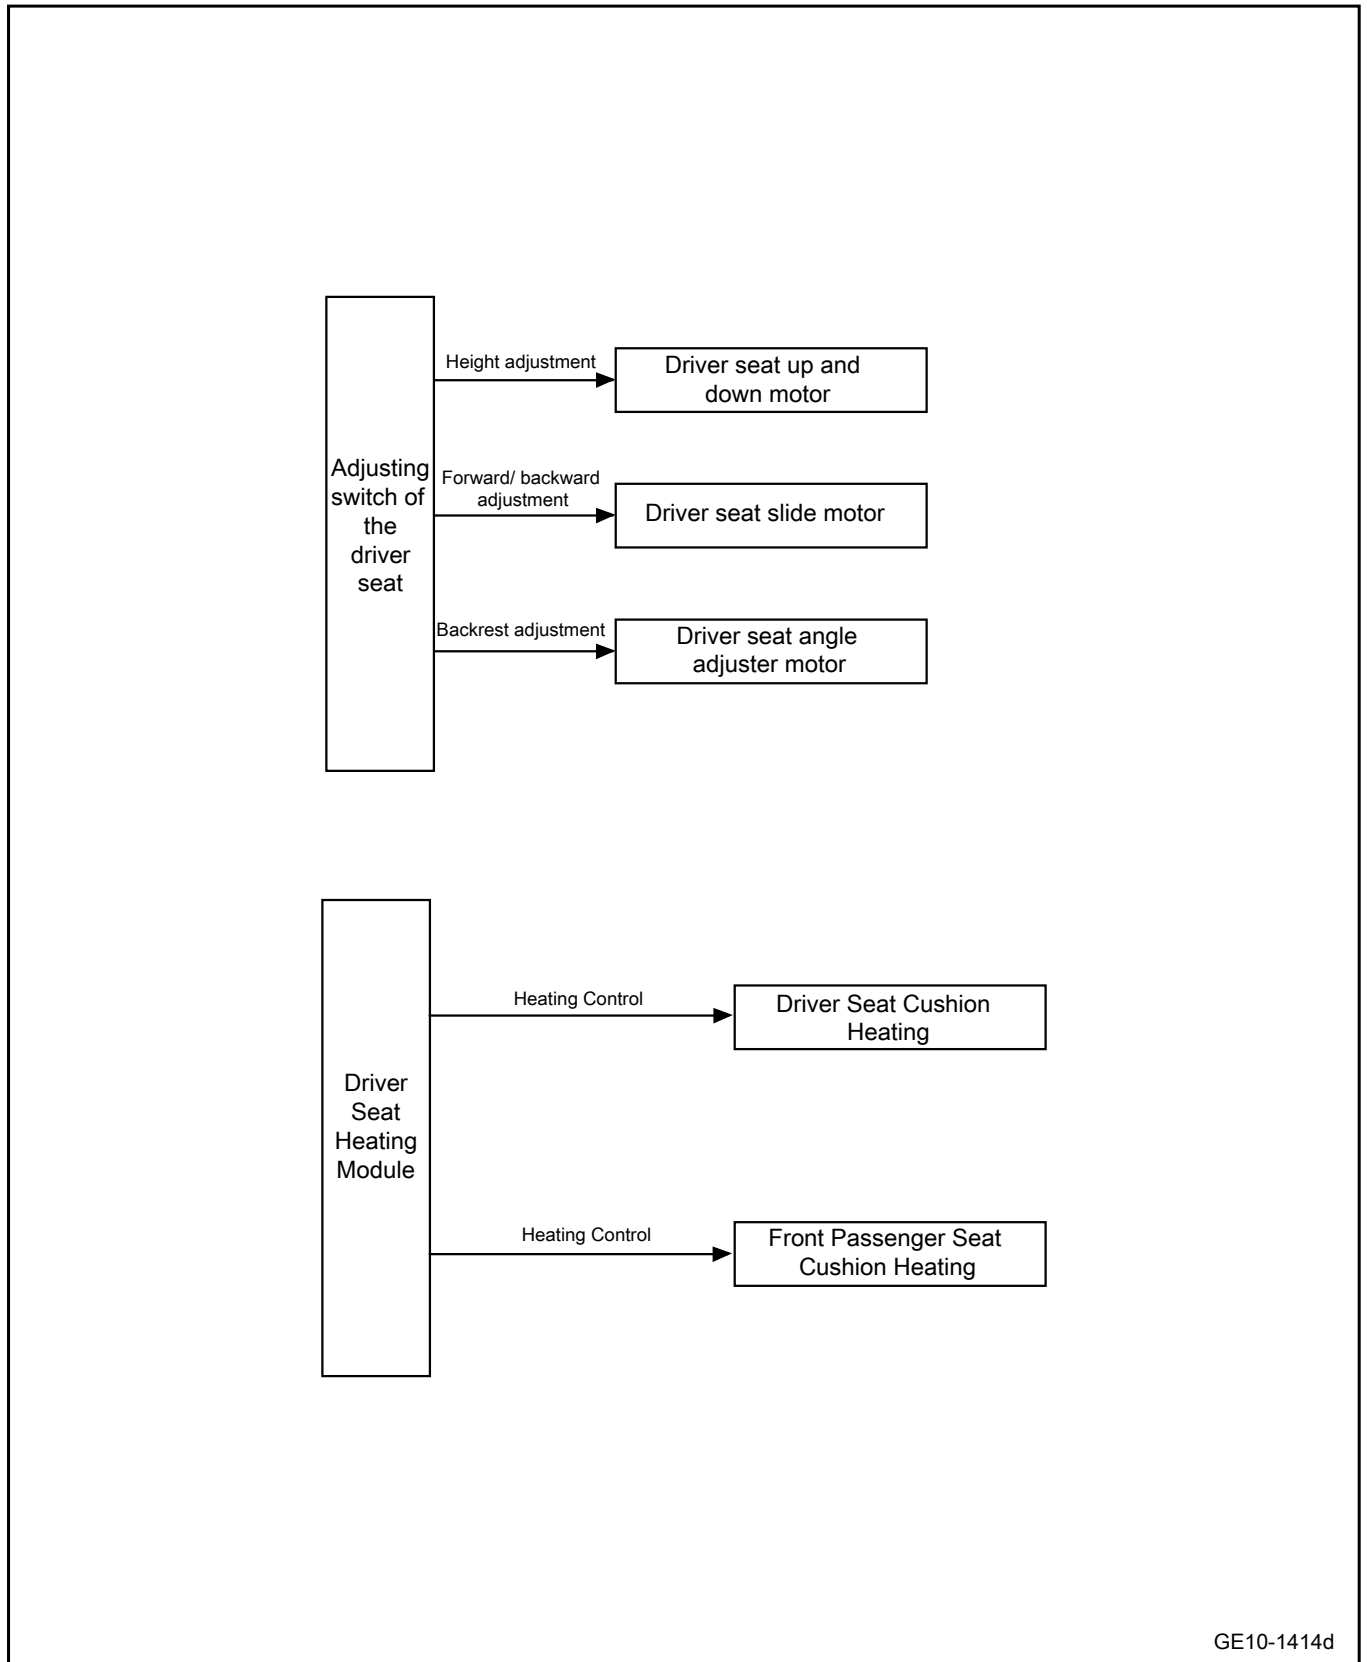 Height adjustment
Driver seat up and
down motor
Adjusting
switch of
the
driver
seat
Forward/ backward
adjustment
Driver seat slide motor
Backrest adjustment
Driver seat angle
adjuster motor
Driver
Seat
Heating
Module
Heating Control
Driver Seat Cushion
Heating
Heating Control
Front Passenger Seat
Cushion Heating
GE10-1414d